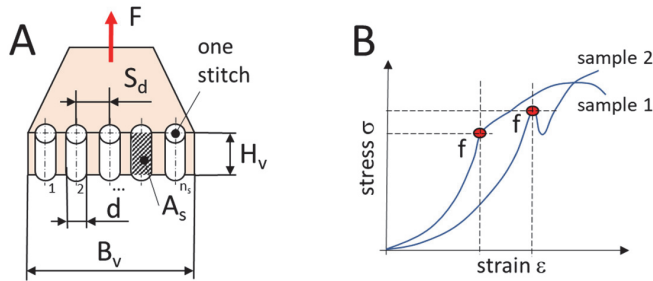 A
F
one
stitch
S_d
H_v
1
2
...
n_s
d
A_s
B_v
B
stress σ
strain ε
f
f
sample 2
sample 1